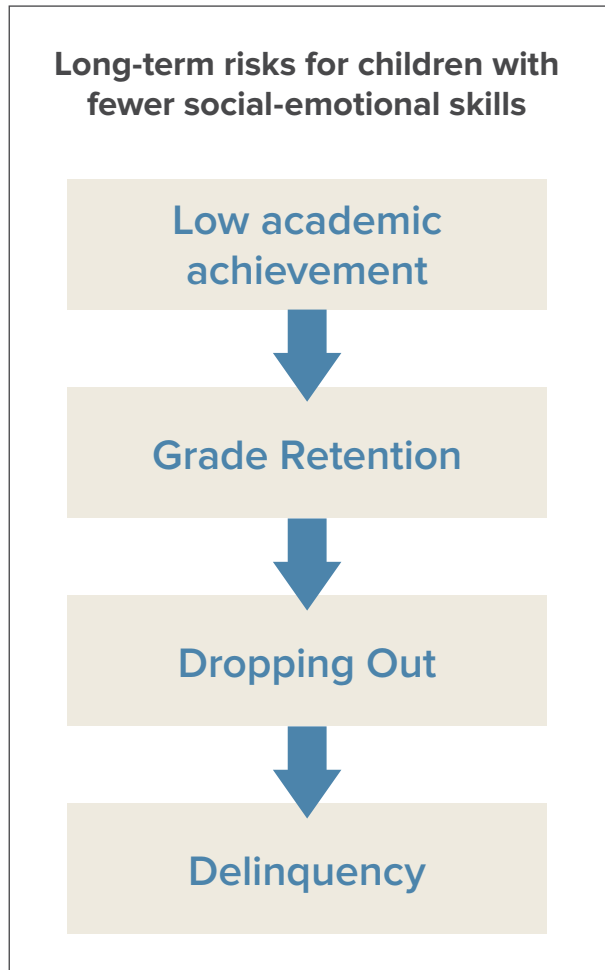 Long-term risks for children with
fewer social-emotional skills
Low academic
achievement
Grade Retention
Dropping Out
Delinquency